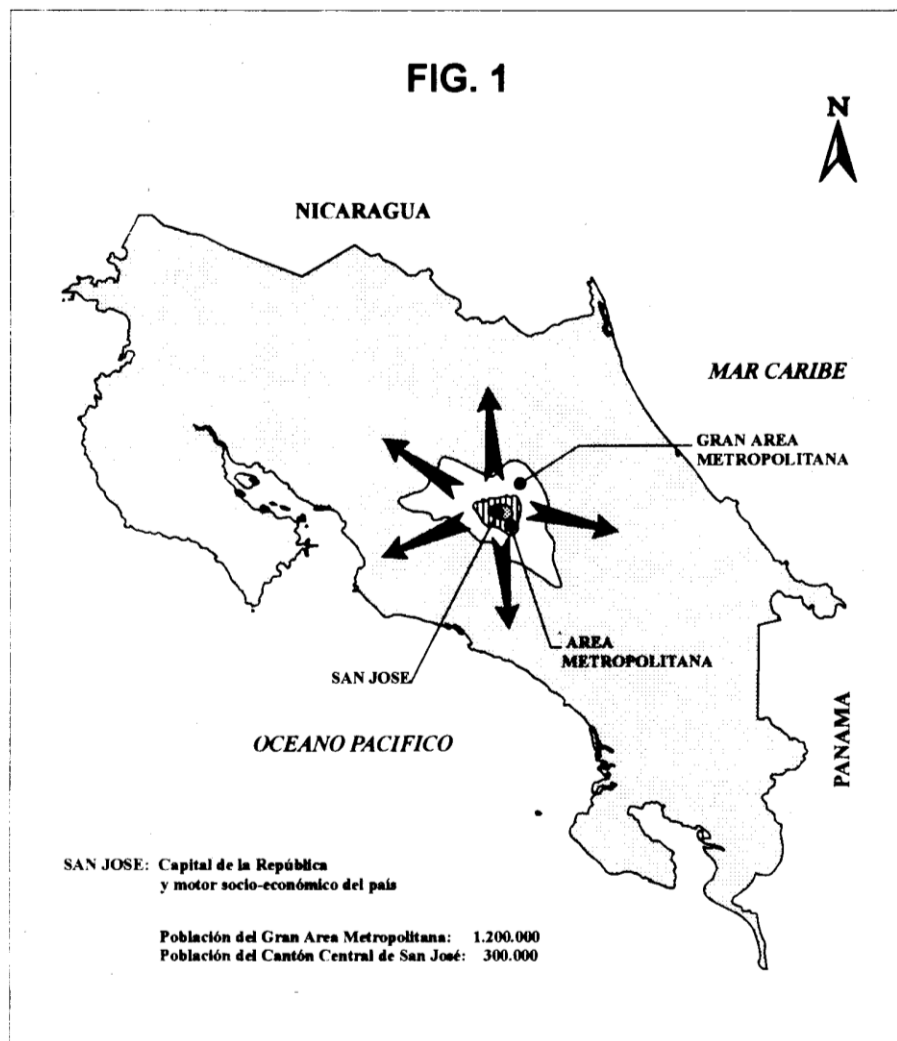 FIG. 1
N
NICARAGUA
MAR CARIBE
GRAN AREA
METROPOLITANA
AREA
METROPOLITANA
SAN JOSE
OCEANO PACIFICO
PANAMA
SAN JOSE: Capital de la República
y motor socio-económico del país
Población del Gran Area Metropolitana: 1.200.000
Población del Cantón Central de San José: 300.000